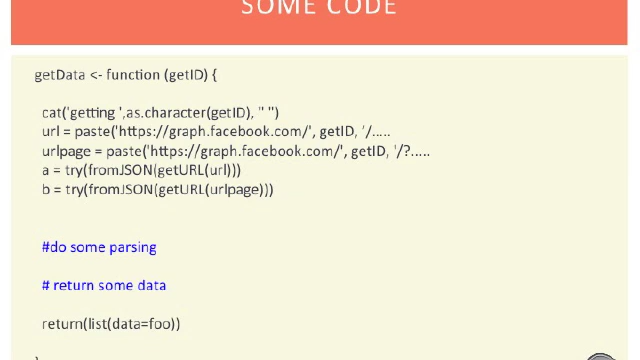 SOME CODE
getData <- function (getID) {
cat('getting ',as.character(getID), " ")
url = paste('https://graph.facebook.com/', getID, '/.....
urlpage = paste('https://graph.facebook.com/', getID, '/?.....
a = try(fromJSON(getURL(url)))
b = try(fromJSON(getURL(urlpage)))
#do some parsing
# return some data
return(list(data=foo))
}